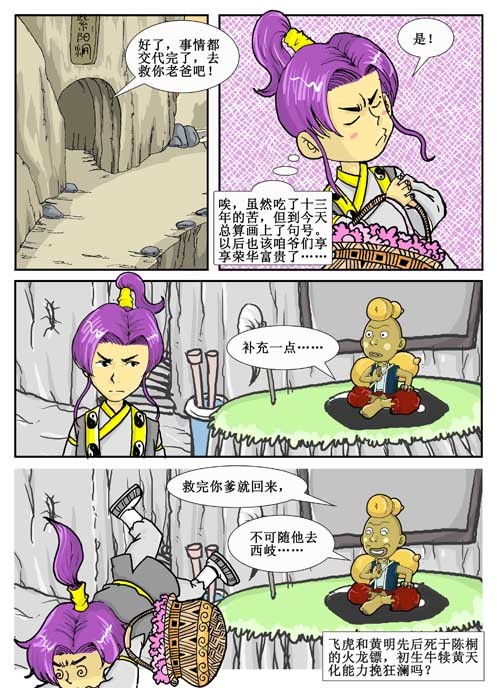 紫阳洞
好了，事情都
交代完了，去
救你老爸吧！
是！
唉，虽然吃了十三
年的苦，但到今天
总算画上了句号。
以后也该咱爷们享
享荣华富贵了……
补充一点……
救完你爹就回来，
不可随他去
西岐……
飞虎和黄明先后死于陈桐
的火龙镖，初生牛犊黄天
化能力挽狂澜吗？